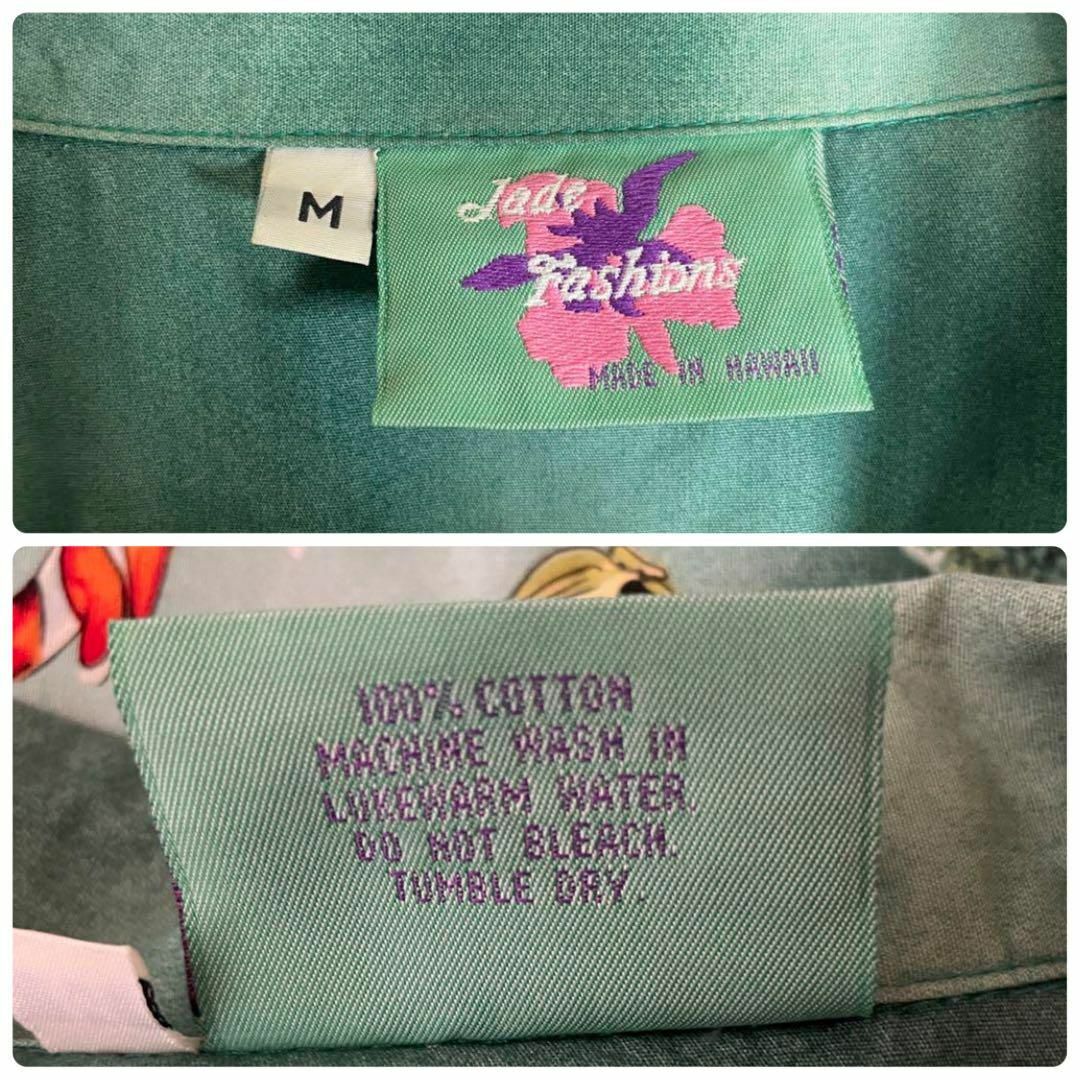 M
Jade
Fashions
MADE IN HAWAII
100% COTTON
MACHINE WASH IN
LUKEWARM WATER.
DO NOT BLEACH.
TUMBLE DRY.